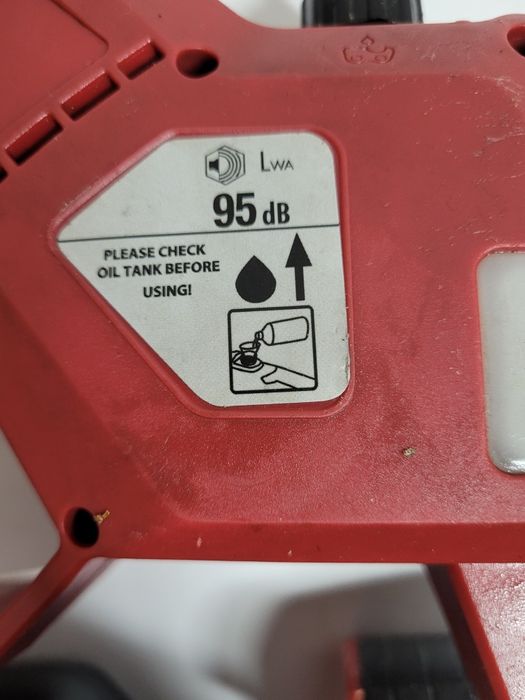 LWA
95 dB
PLEASE CHECK
OIL TANK BEFORE
USING!